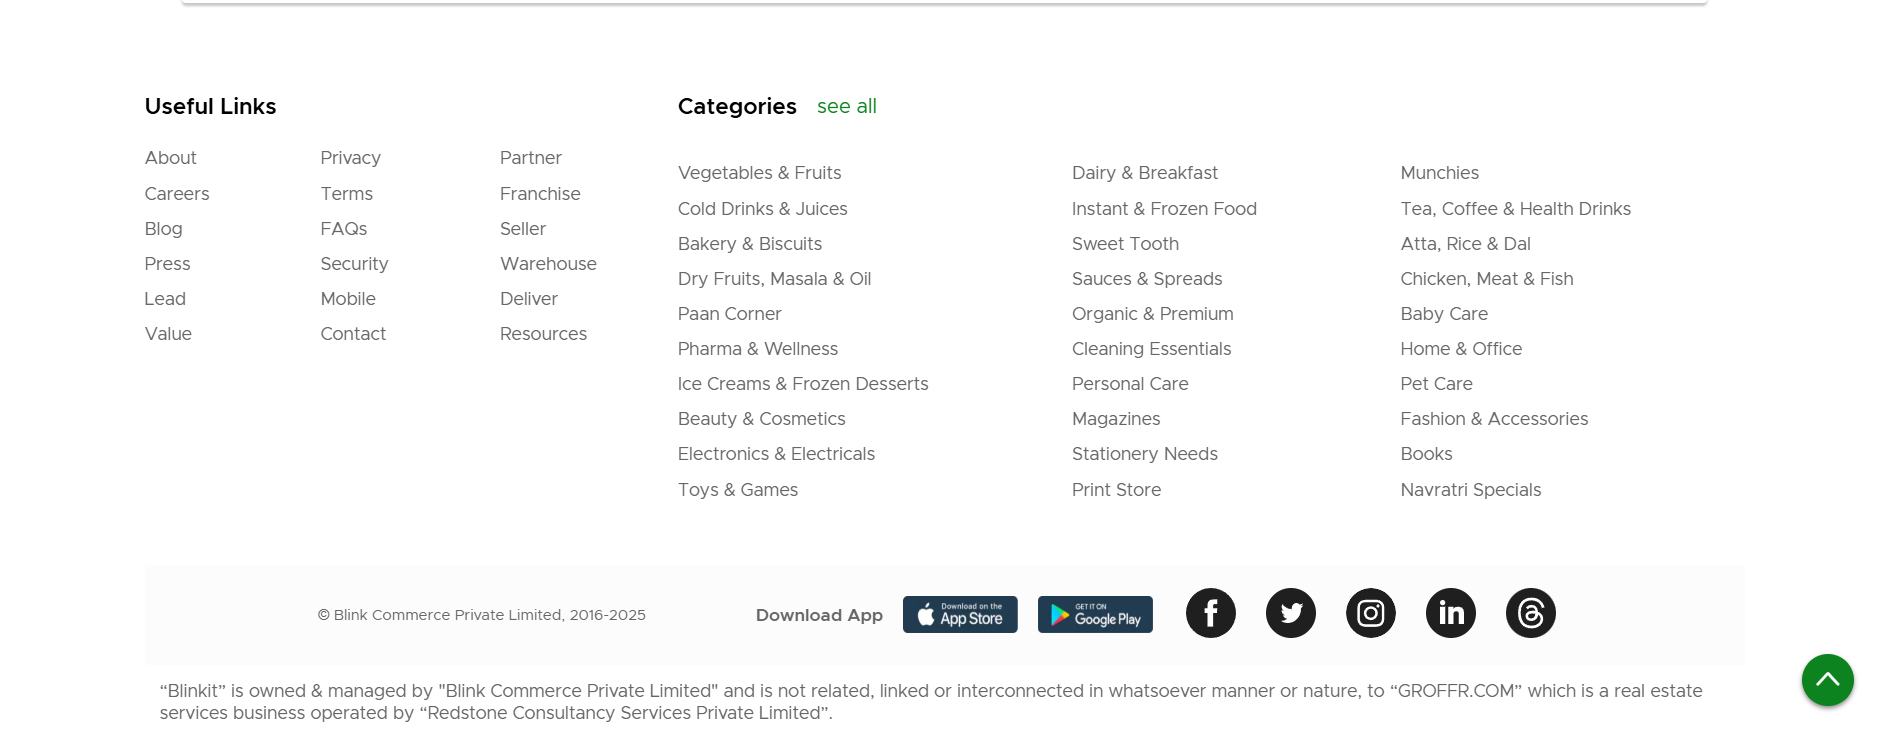 Useful Links
About
Careers
Blog
Press
Lead
Value
Privacy
Terms
FAQs
Security
Mobile
Contact
Partner
Franchise
Seller
Warehouse
Deliver
Resources
Categories see all
Vegetables & Fruits
Cold Drinks & Juices
Bakery & Biscuits
Dry Fruits, Masala & Oil
Paan Corner
Pharma & Wellness
Ice Creams & Frozen Desserts
Beauty & Cosmetics
Electronics & Electricals
Toys & Games
Dairy & Breakfast
Instant & Frozen Food
Sweet Tooth
Sauces & Spreads
Organic & Premium
Cleaning Essentials
Personal Care
Magazines
Stationery Needs
Print Store
Munchies
Tea, Coffee & Health Drinks
Atta, Rice & Dal
Chicken, Meat & Fish
Baby Care
Home & Office
Pet Care
Fashion & Accessories
Books
Navratri Specials
© Blink Commerce Private Limited, 2016-2025
Download App
Download on the
App Store
GET IT ON
Google Play
“Blinkit” is owned & managed by "Blink Commerce Private Limited" and is not related, linked or interconnected in whatsoever manner or nature, to “GROFFR.COM” which is a real estate
services business operated by “Redstone Consultancy Services Private Limited”.